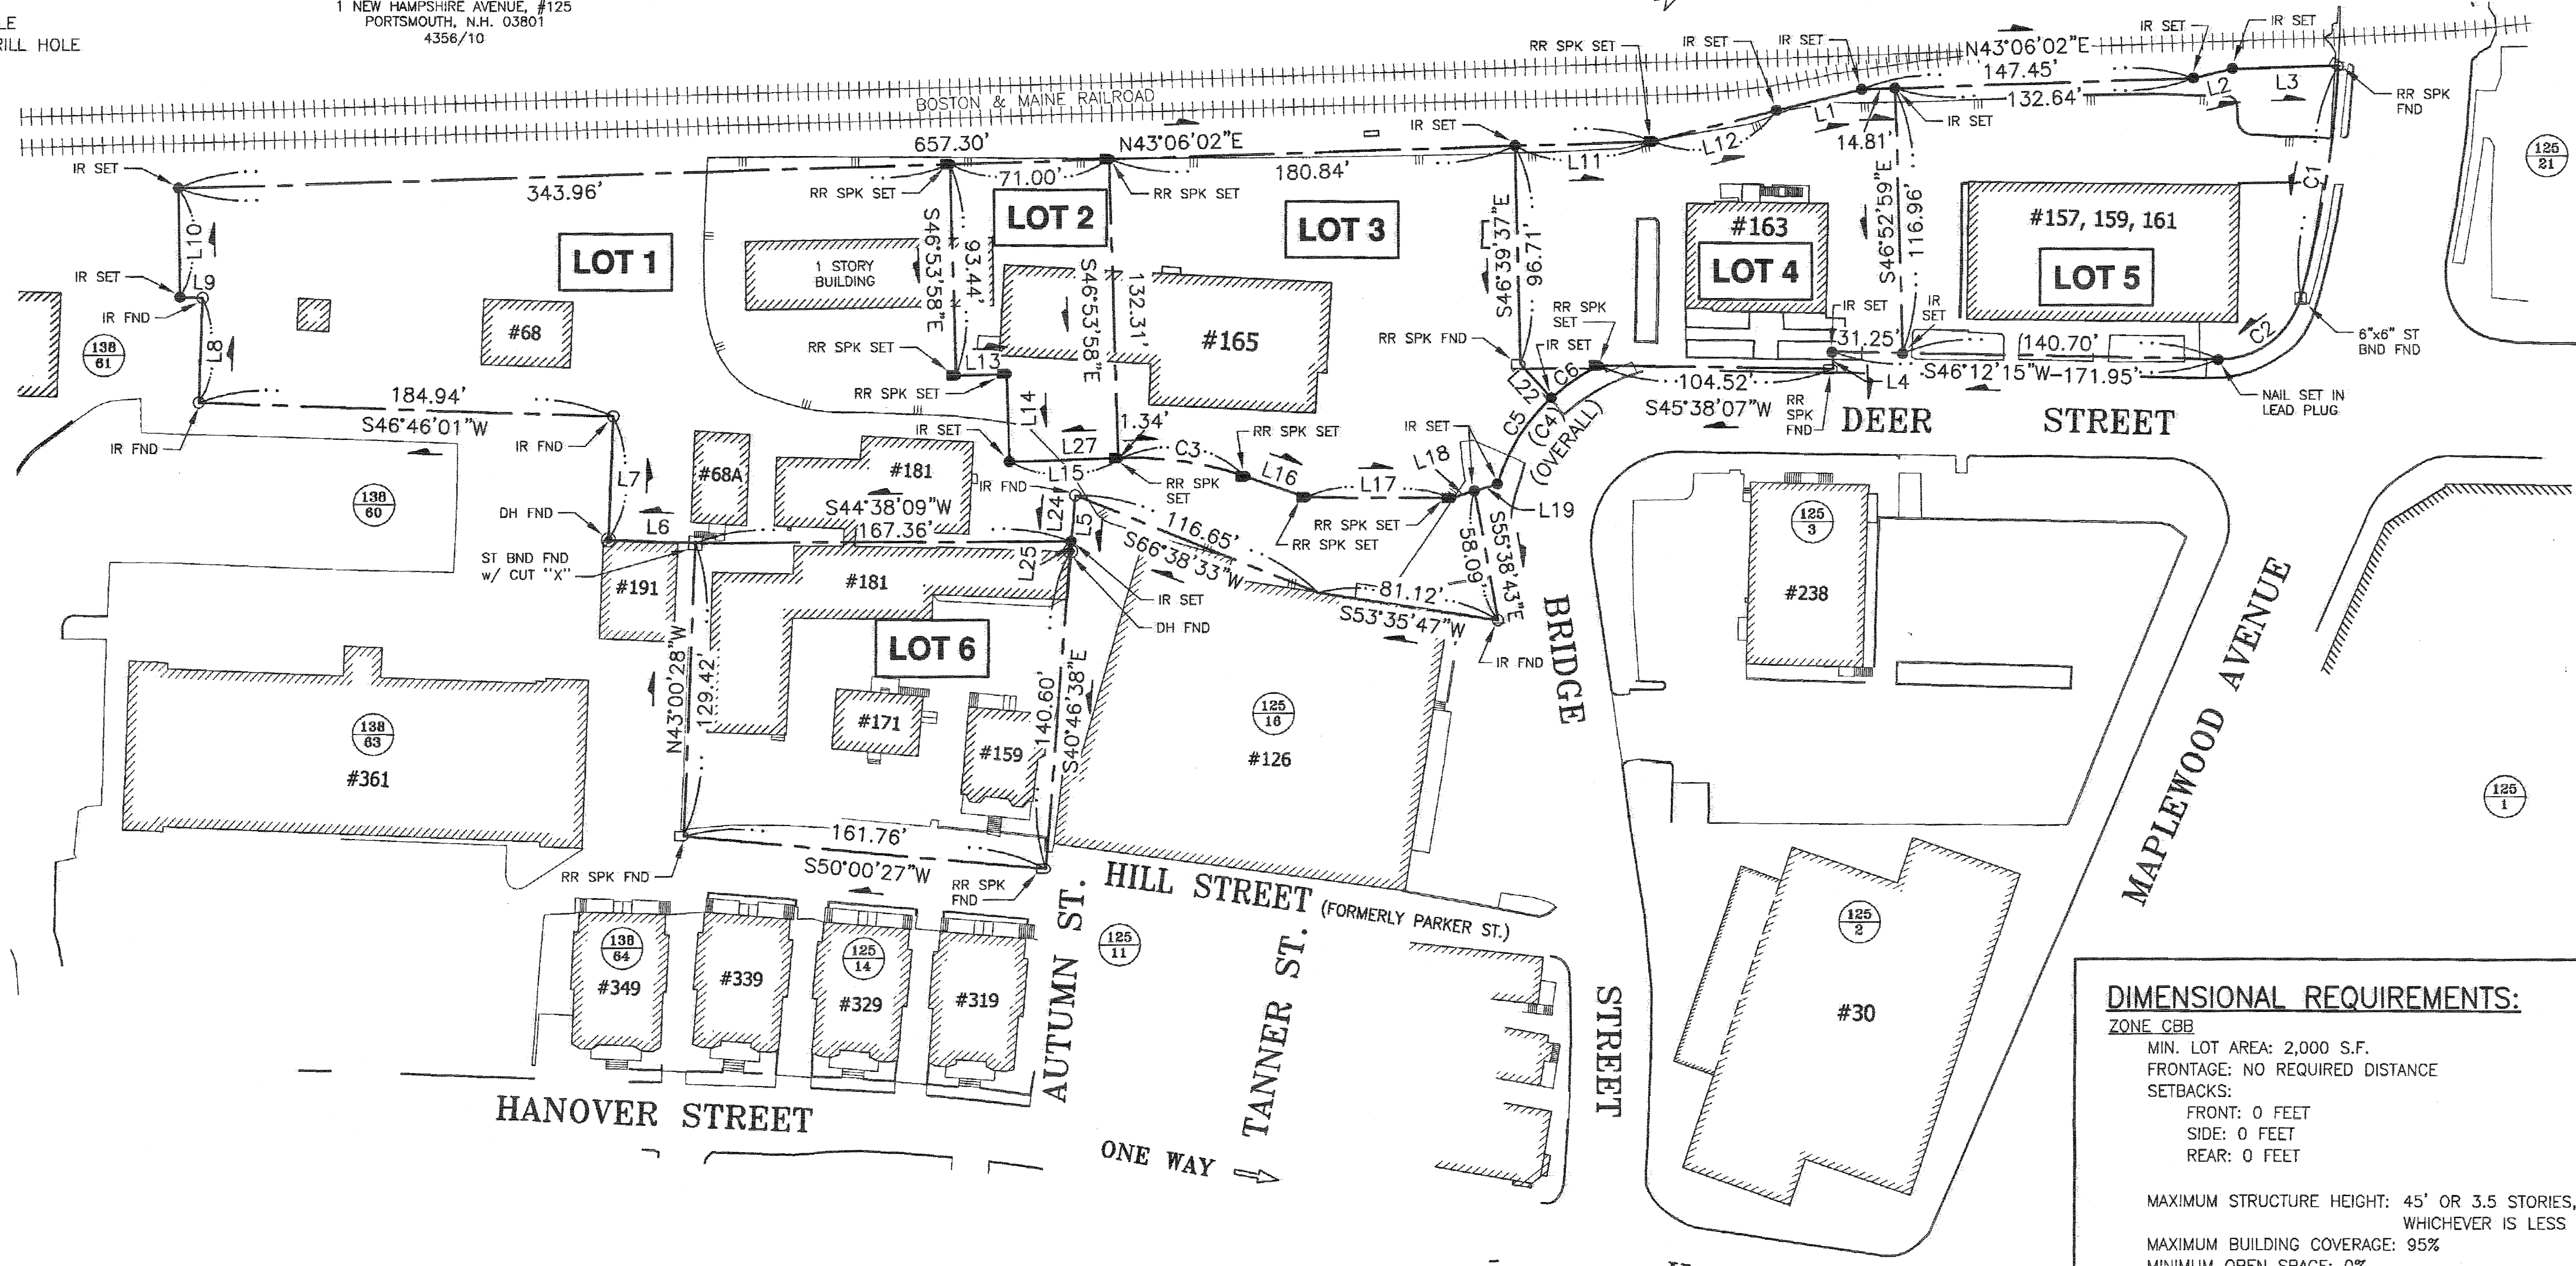 1 NEW HAMPSHIRE AVENUE, #125
PORTSMOUTH, N.H. 03801
4356/10
RILL HOLE
BOSTON & MAINE RAILROAD
657.30'
N43°06'02"E
N43°06'02"E
147.45'
132.64'
14.81'
IR SET
IR SET
IR SET
IR SET
IR SET
RR SPK SET
L1
L2
L3
L12
L11
RR SPK
FND
C1
125
21
IR SET
343.96'
RR SPK SET
71.00'
RR SPK SET
180.84'
IR SET
LOT 1
LOT 2
LOT 3
LOT 4
LOT 5
#163
#157, 159, 161
L10
IR SET
L9
IR FND
L8
138
61
#68
1 STORY
BUILDING
S46°53'58"E
93.44'
S46°53'58"E
132.31'
#165
S46°39'37"E
96.71'
S46°52'59"E
116.96'
RR SPK
SET
RR SPK FND
IR SET
IR SET
IR
SET
31.25'
140.70'
S46°12'15"W-171.95'
C2
6"x6" ST
BND FND
NAIL SET IN
LEAD PLUG
RR SPK SET
L13
RR SPK SET
L14
IR SET
L22
C6
C5
(C4)
(OVERALL)
104.52'
S45°38'07"W
RR
SPK
FND
L4
DEER STREET
184.94'
S46°46'01"W
IR FND
IR FND
L7
L6
DH FND
ST BND FND
w/ CUT "X"
138
60
#68A
#181
S44°38'09"W
167.36'
L27
L15
1.34'
C3
RR SPK
SET
RR SPK SET
L16
L17
L18
L19
IR SET
RR SPK SET
RR SPK SET
IR FND
L24
L5
L25
116.65'
S66°38'33"W
81.12'
S53°35'47"W
58.09'
S55°38'43"E
IR FND
IR SET
DH FND
#191
#181
LOT 6
N43°00'28"W
129.42'
#171
#159
140.60'
S40°46'38"E
125
16
#126
138
63
#361
161.76'
S50°00'27"W
RR SPK FND
RR SPK
FND
BRIDGE
STREET
125
3
#238
MAPLEWOOD AVENUE
125
1
125
2
#30
HILL STREET (FORMERLY PARKER ST.)
AUTUMN ST.
TANNER ST.
125
11
138
64
#349
#339
125
14
#329
#319
HANOVER STREET
ONE WAY
DIMENSIONAL REQUIREMENTS:
ZONE CBB
MIN. LOT AREA: 2,000 S.F.
FRONTAGE: NO REQUIRED DISTANCE
SETBACKS:
FRONT: 0 FEET
SIDE: 0 FEET
REAR: 0 FEET
MAXIMUM STRUCTURE HEIGHT: 45' OR 3.5 STORIES,
WHICHEVER IS LESS
MAXIMUM BUILDING COVERAGE: 95%
MINIMUM OPEN SPACE: 0%